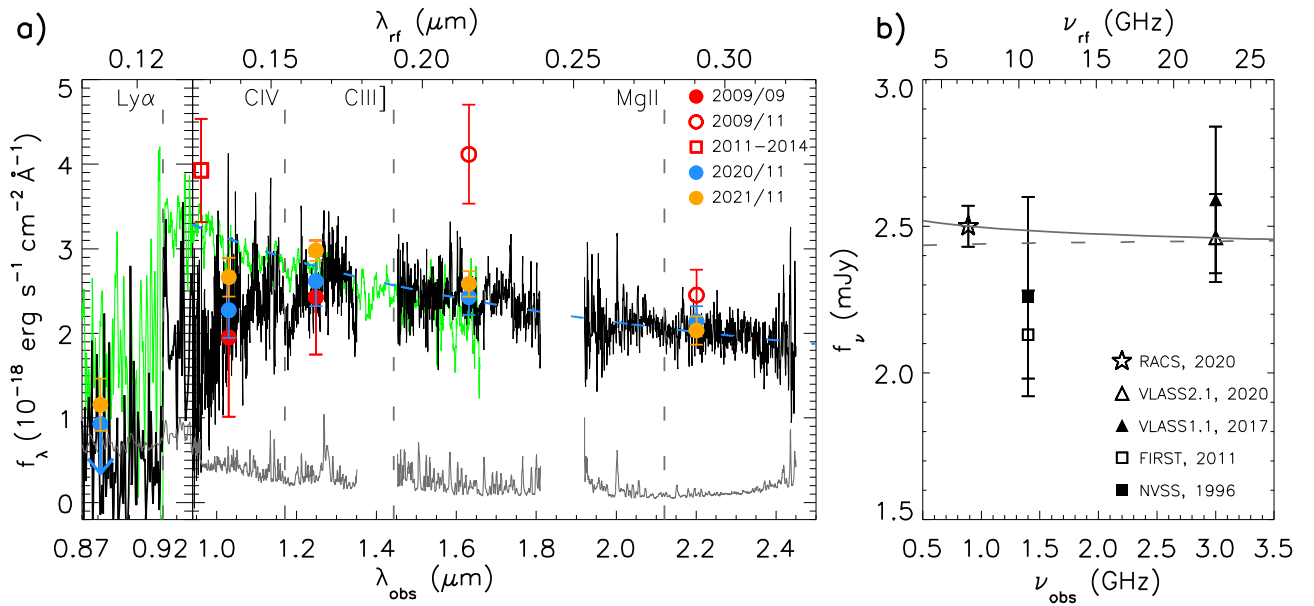 a)
λrf (μm)
0.12 0.15 0.20 0.25 0.30
Lyα CIV CIII] MgII
2009/09
2009/11
2011−2014
2020/11
2021/11
5
4
3
2
1
0
fλ (10−18 erg s−1 cm−2 Å−1)
0.87 0.92 1.0 1.2 1.4 1.6 1.8 2.0 2.2 2.4
λobs (μm)
b)
νrf (GHz)
5 10 15 20 25
3.0
2.5
2.0
1.5
fν (mJy)
RACS, 2020
VLASS2.1, 2020
VLASS1.1, 2017
FIRST, 2011
NVSS, 1996
0.5 1.0 1.5 2.0 2.5 3.0 3.5
νobs (GHz)